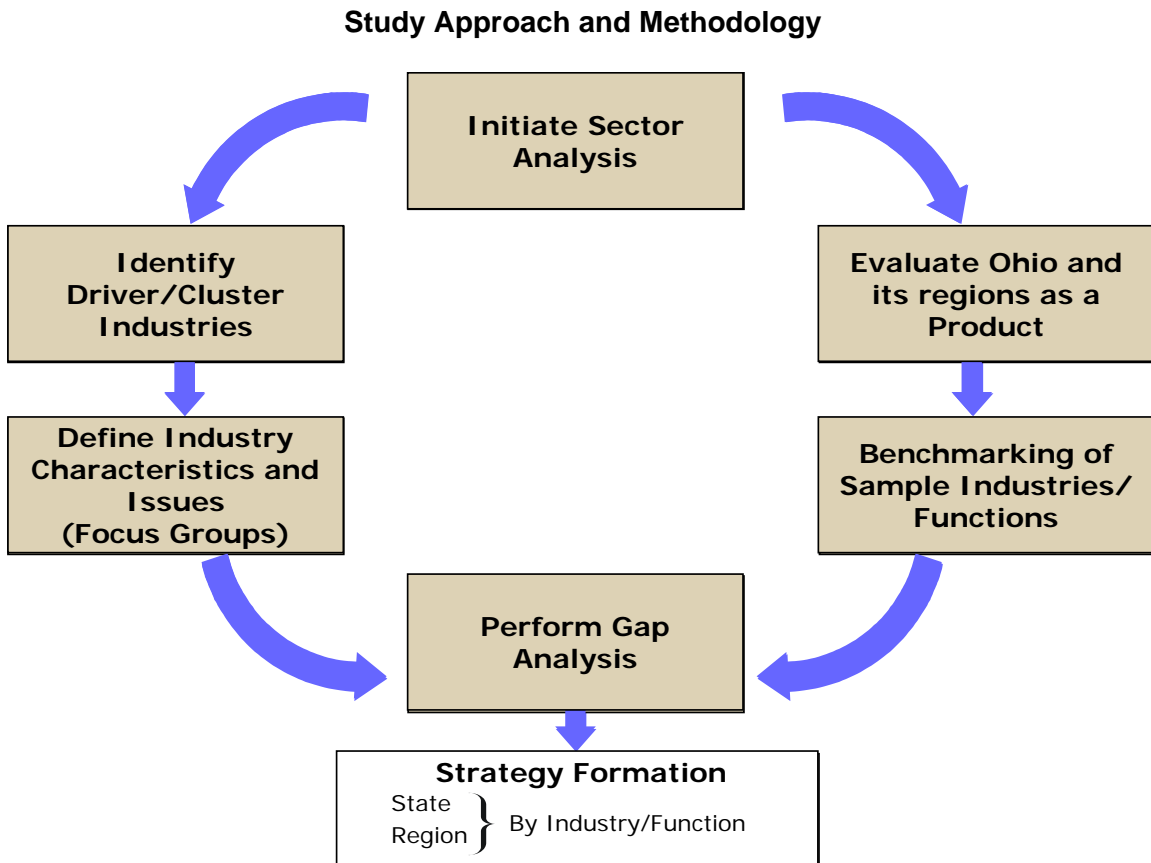 Study Approach and Methodology
Initiate Sector
Analysis
Identify
Driver/Cluster
Industries
Evaluate Ohio and
its regions as a
Product
Define Industry
Characteristics and
Issues
(Focus Groups)
Benchmarking of
Sample Industries/
Functions
Perform Gap
Analysis
Strategy Formation
State
Region
By Industry/Function